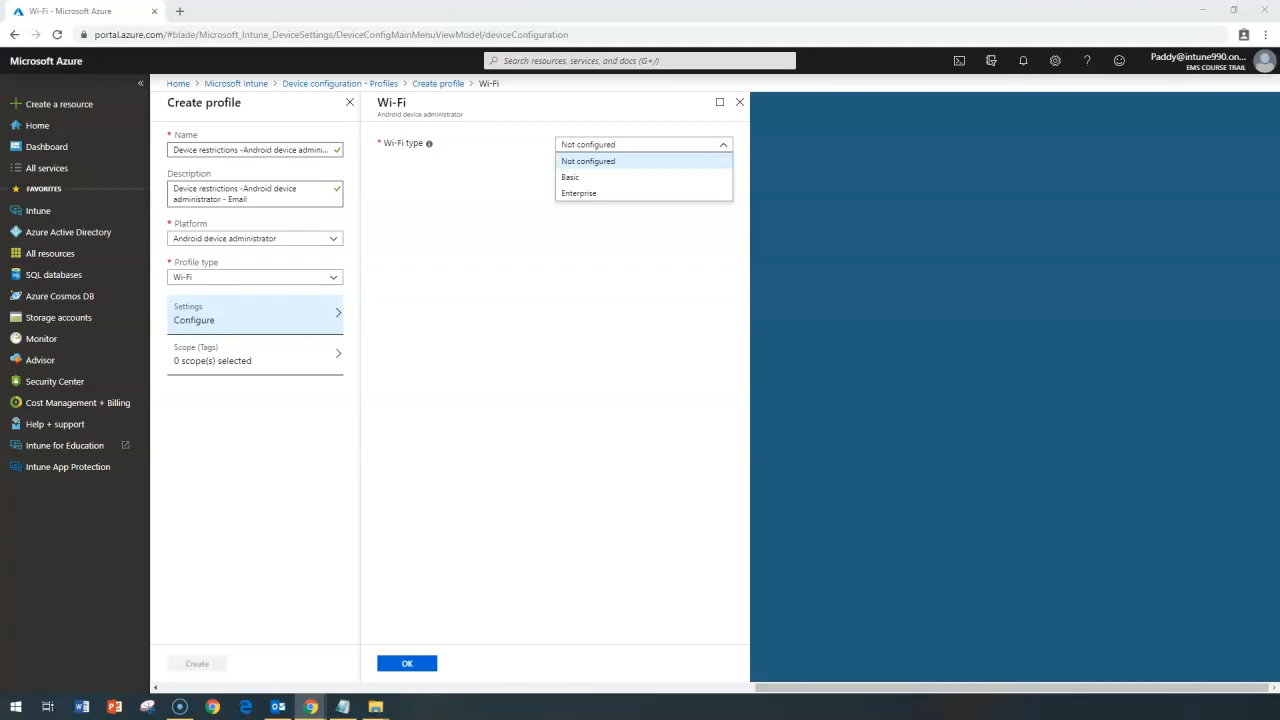 Wi-Fi - Microsoft Azure
portal.azure.com/#blade/Microsoft_Intune_DeviceSettings/DeviceConfigMainMenuViewModel/deviceConfiguration
Microsoft Azure
Search resources, services, and docs (G+/)
Paddy@intune990.on...
EMS COURSE TRAIL
Home > Microsoft Intune > Device configuration - Profiles > Create profile > Wi-Fi
Create a resource
Home
Dashboard
All services
FAVORITES
Intune
Azure Active Directory
All resources
SQL databases
Azure Cosmos DB
Storage accounts
Monitor
Advisor
Security Center
Cost Management + Billing
Help + support
Intune for Education
Intune App Protection
Create profile
* Name
Device restrictions -Android device admini...
Description
Device restrictions -Android device
administrator - Email
* Platform
Android device administrator
* Profile type
Wi-Fi
Settings
Configure
Scope (Tags)
0 scope(s) selected
Create
Wi-Fi
Android device administrator
* Wi-Fi type
Not configured
Not configured
Basic
Enterprise
OK